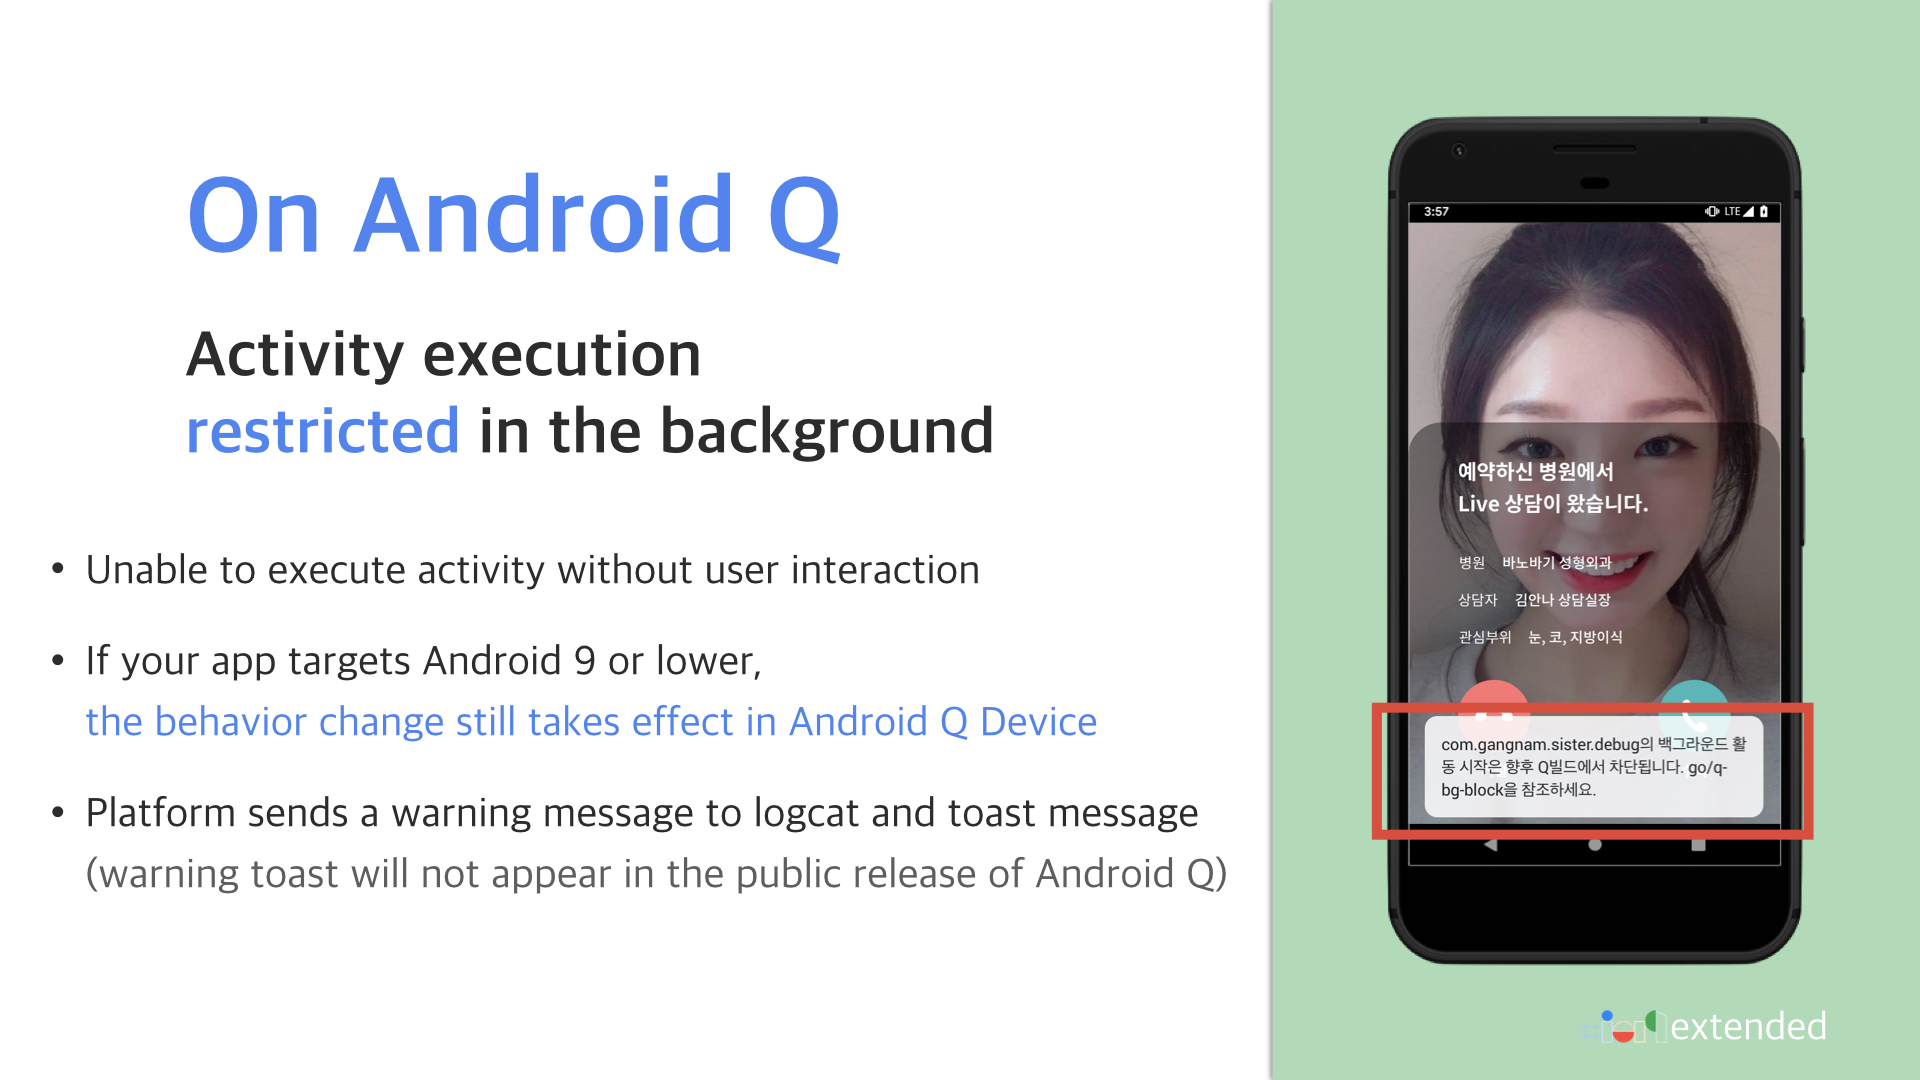 On Android Q
Activity execution
restricted in the background
• Unable to execute activity without user interaction
• If your app targets Android 9 or lower,
the behavior change still takes effect in Android Q Device
• Platform sends a warning message to logcat and toast message
(warning toast will not appear in the public release of Android Q)
3:57 LTE
예약하신 병원에서
Live 상담이 왔습니다.
병원 바노바기 성형외과
상담자 김안나 상담실장
관심부위 눈, 코, 지방이식
com.gangnam.sister.debug의 백그라운드 활
동 시작은 향후 Q빌드에서 차단됩니다. go/q-
bg-block을 참조하세요.
extended